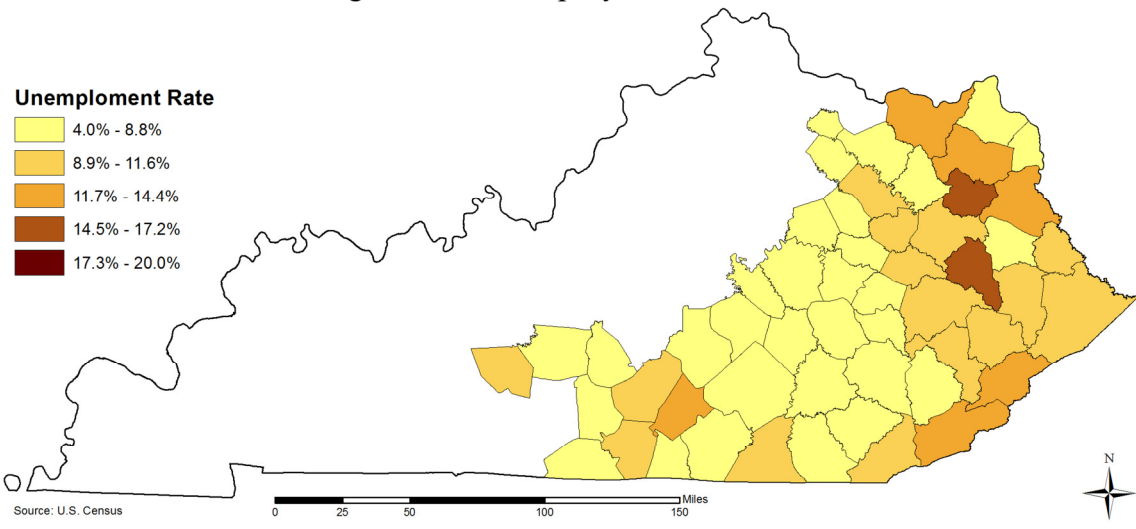 Unemploment Rate
4.0% - 8.8%
8.9% - 11.6%
11.7% - 14.4%
14.5% - 17.2%
17.3% - 20.0%
N
Miles
0 25 50 100 150
Source: U.S. Census